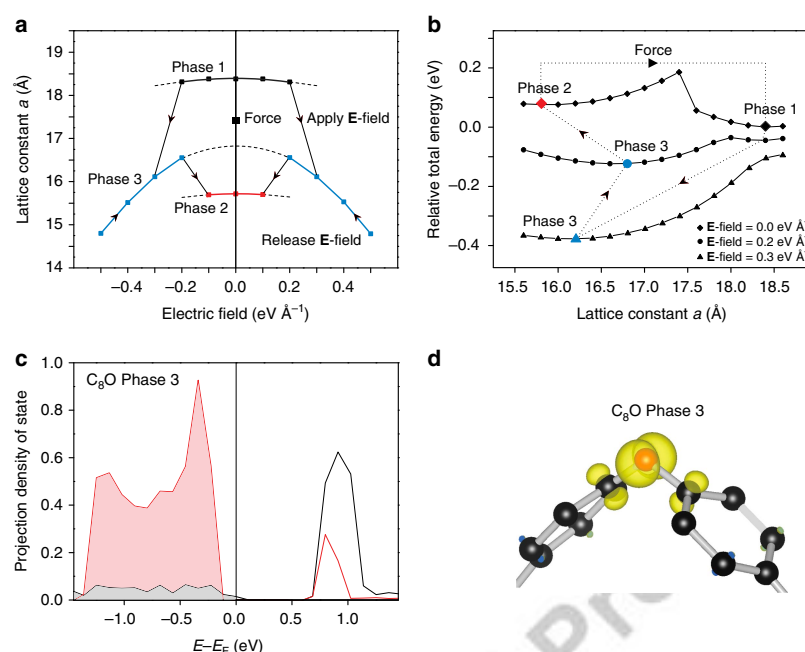 a
Lattice constant a (Å)
19
18
17
16
15
14
Phase 1
Force
Apply E-field
Phase 3
Phase 2
Release E-field
−0.4
−0.2
0.0
0.2
0.4
Electric field (eV Å−1)
b
Relative total energy (eV)
0.2
0.0
−0.2
−0.4
Force
Phase 2
Phase 1
Phase 3
Phase 3
E-field = 0.0 eV Å
E-field = 0.2 eV Å
E-field = 0.3 eV Å
15.5
16.0
16.5
17.0
17.5
18.0
18.5
Lattice constant a (Å)
c
Projection density of state
1.0
0.8
0.6
0.4
0.2
0.0
C8O Phase 3
−1.0
−0.5
0.0
0.5
1.0
E–EF (eV)
d
C8O Phase 3